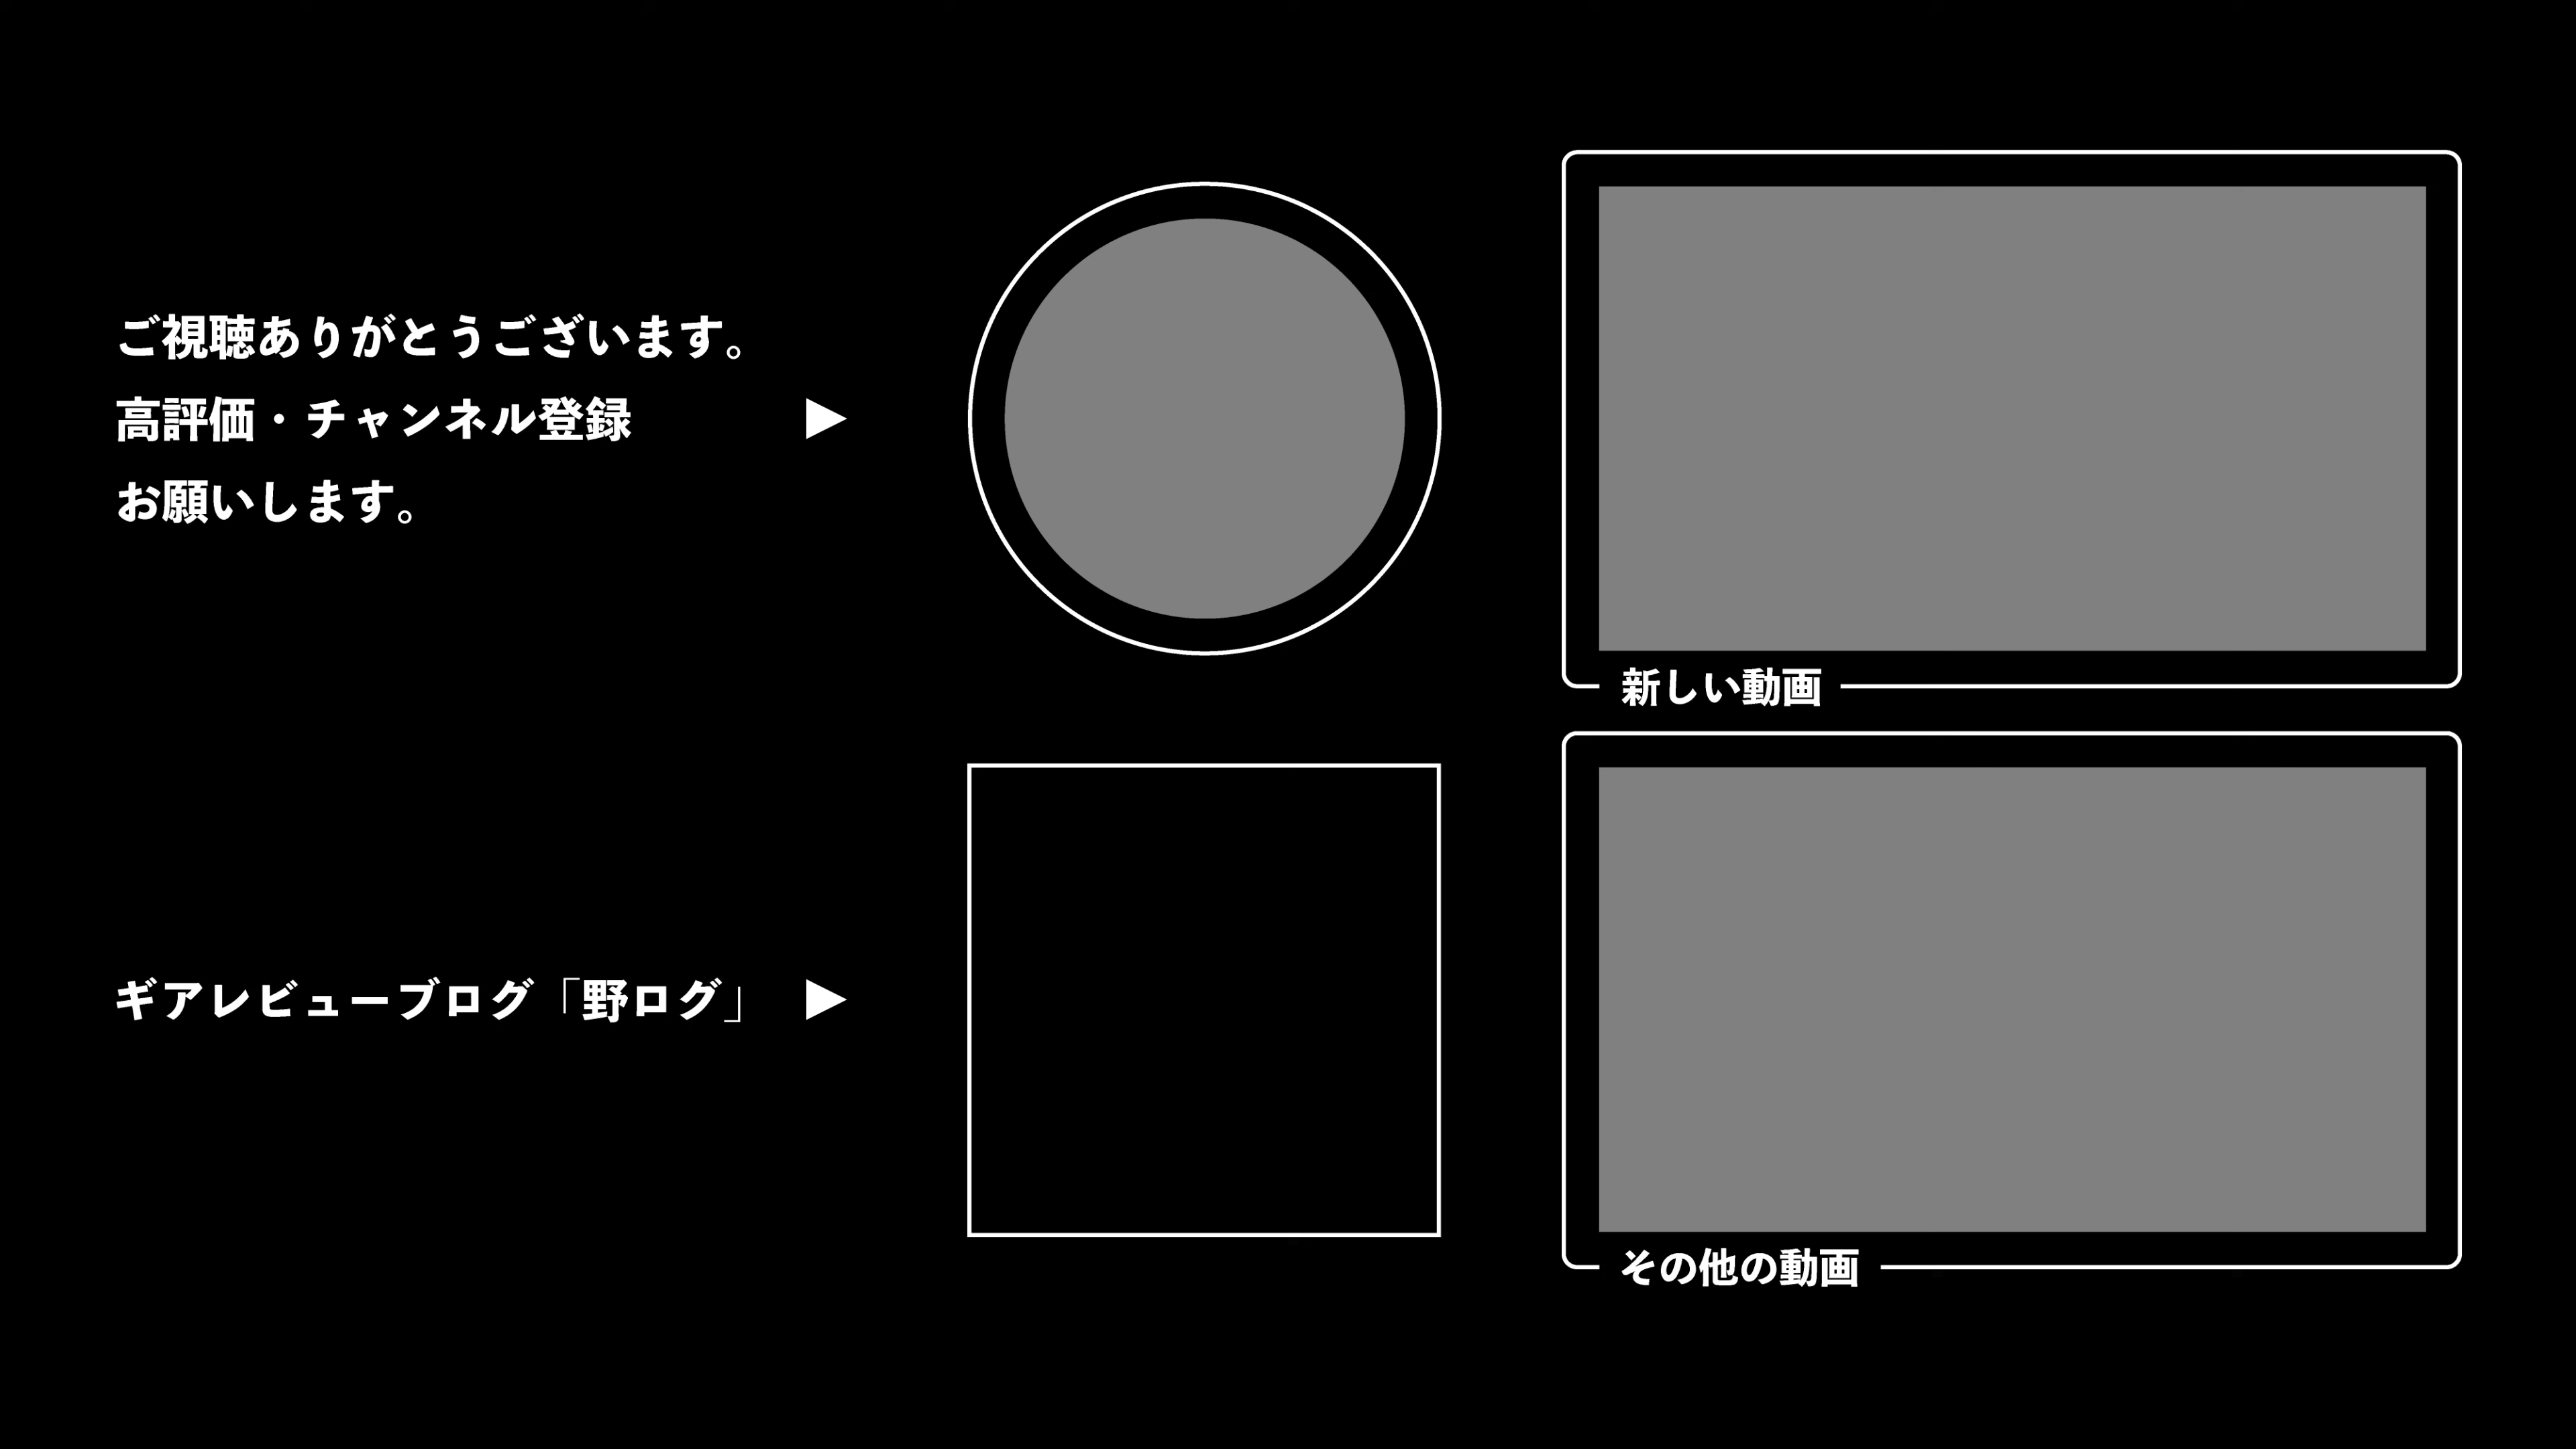 ご視聴ありがとうございます。
高評価・チャンネル登録
お願いします。
新しい動画
ギアレビューブログ「野ログ」
その他の動画